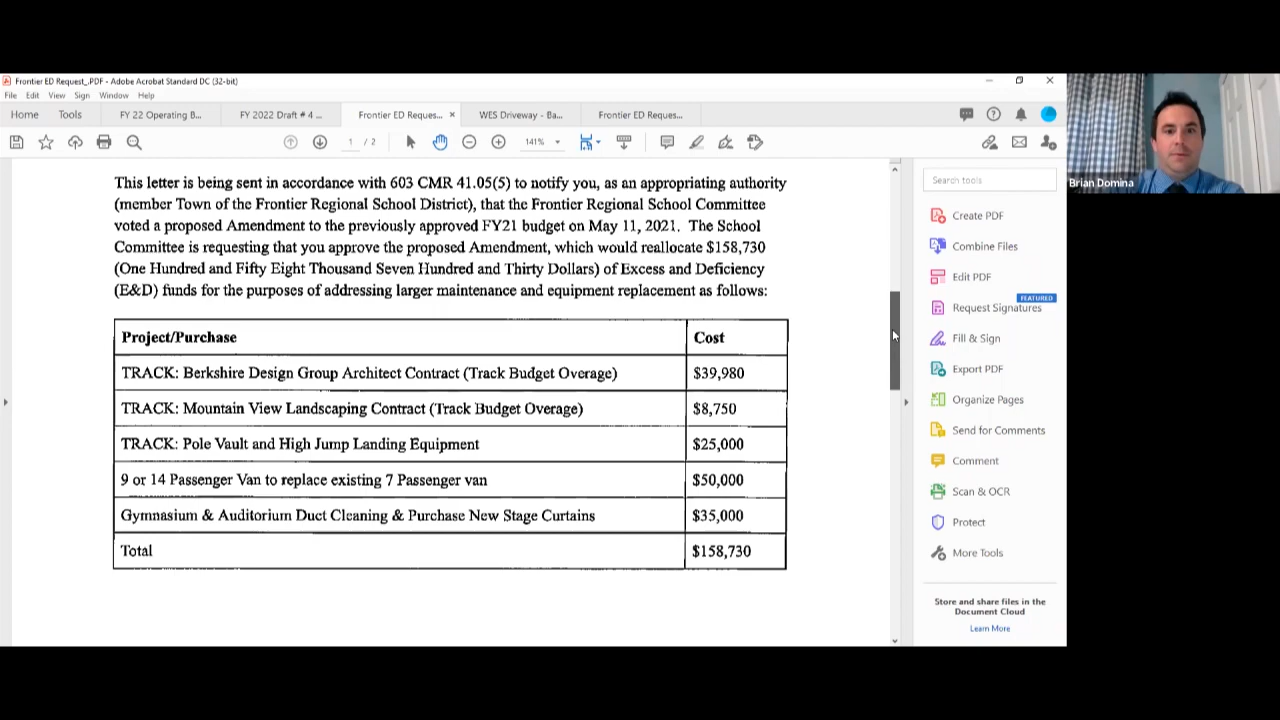 Frontier ED Request_.PDF - Adobe Acrobat Standard DC (32-bit)
File Edit View Sign Window Help
Home Tools FY 22 Operating B... FY 2022 Draft # 4 ... Frontier ED Reques... × WES Driveway - Ba... Frontier ED Reques...
1 / 2 141%
This letter is being sent in accordance with 603 CMR 41.05(5) to notify you, as an appropriating authority
(member Town of the Frontier Regional School District), that the Frontier Regional School Committee
voted a proposed Amendment to the previously approved FY21 budget on May 11, 2021. The School
Committee is requesting that you approve the proposed Amendment, which would reallocate $158,730
(One Hundred and Fifty Eight Thousand Seven Hundred and Thirty Dollars) of Excess and Deficiency
(E&D) funds for the purposes of addressing larger maintenance and equipment replacement as follows:
Project/Purchase Cost
TRACK: Berkshire Design Group Architect Contract (Track Budget Overage) $39,980
TRACK: Mountain View Landscaping Contract (Track Budget Overage) $8,750
TRACK: Pole Vault and High Jump Landing Equipment $25,000
9 or 14 Passenger Van to replace existing 7 Passenger van $50,000
Gymnasium & Auditorium Duct Cleaning & Purchase New Stage Curtains $35,000
Total $158,730
Search tools
Create PDF
Combine Files
Edit PDF
FEATURED
Request Signatures
Fill & Sign
Export PDF
Organize Pages
Send for Comments
Comment
Scan & OCR
Protect
More Tools
Store and share files in the
Document Cloud
Learn More
Brian Domina